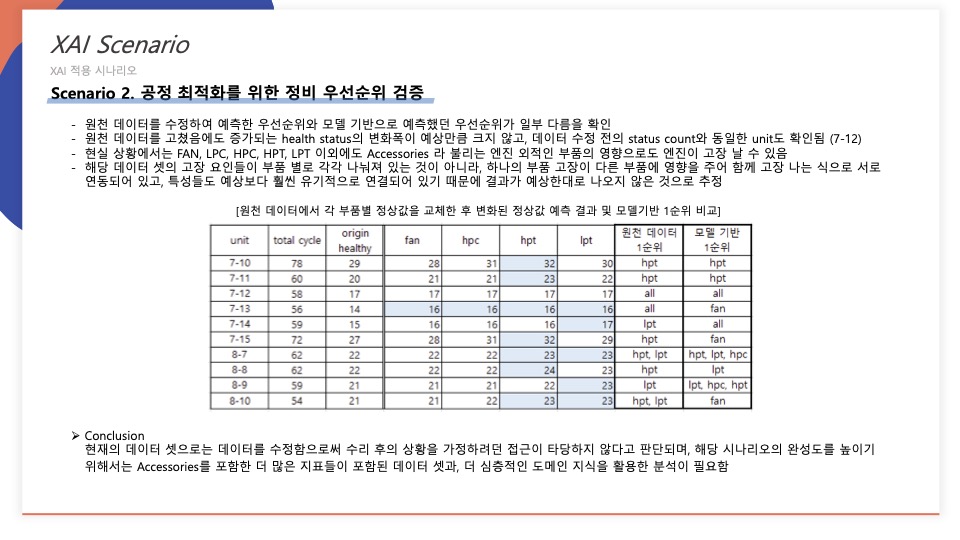 XAI Scenario
XAI 적용 시나리오
Scenario 2. 공정 최적화를 위한 정비 우선순위 검증
- 원천 데이터를 수정하여 예측한 우선순위와 모델 기반으로 예측했던 우선순위가 일부 다름을 확인
- 원천 데이터를 고쳤음에도 증가되는 health status의 변화폭이 예상만큼 크지 않고, 데이터 수정 전의 status count와 동일한 unit도 확인됨 (7-12)
- 현실 상황에서는 FAN, LPC, HPC, HPT, LPT 이외에도 Accessories 라 불리는 엔진 외적인 부품의 영향으로도 엔진이 고장 날 수 있음
- 해당 데이터 셋의 고장 요인들이 부품 별로 각각 나눠져 있는 것이 아니라, 하나의 부품 고장이 다른 부품에 영향을 주어 함께 고장 나는 식으로 서로
연동되어 있고, 특성들도 예상보다 훨씬 유기적으로 연결되어 있기 때문에 결과가 예상한대로 나오지 않은 것으로 추정
[원천 데이터에서 각 부품별 정상값을 교체한 후 변화된 정상값 예측 결과 및 모델기반 1순위 비교]
unit total cycle origin healthy fan hpc hpt lpt 원천 데이터 1순위 모델 기반 1순위
7-10 78 29 28 31 32 30 hpt hpt
7-11 60 20 21 21 23 22 hpt hpt
7-12 58 17 17 17 17 17 all all
7-13 56 14 16 16 16 16 all fan
7-14 59 15 16 16 16 17 lpt all
7-15 72 27 28 31 32 29 hpt fan
8-7 62 22 22 22 23 23 hpt, lpt hpt, lpt, hpc
8-8 62 22 22 22 24 23 hpt lpt
8-9 59 21 21 21 22 23 lpt lpt, hpc, hpt
8-10 54 21 21 22 23 23 hpt, lpt fan
➢ Conclusion
현재의 데이터 셋으로는 데이터를 수정함으로써 수리 후의 상황을 가정하려던 접근이 타당하지 않다고 판단되며, 해당 시나리오의 완성도를 높이기
위해서는 Accessories를 포함한 더 많은 지표들이 포함된 데이터 셋과, 더 심층적인 도메인 지식을 활용한 분석이 필요함